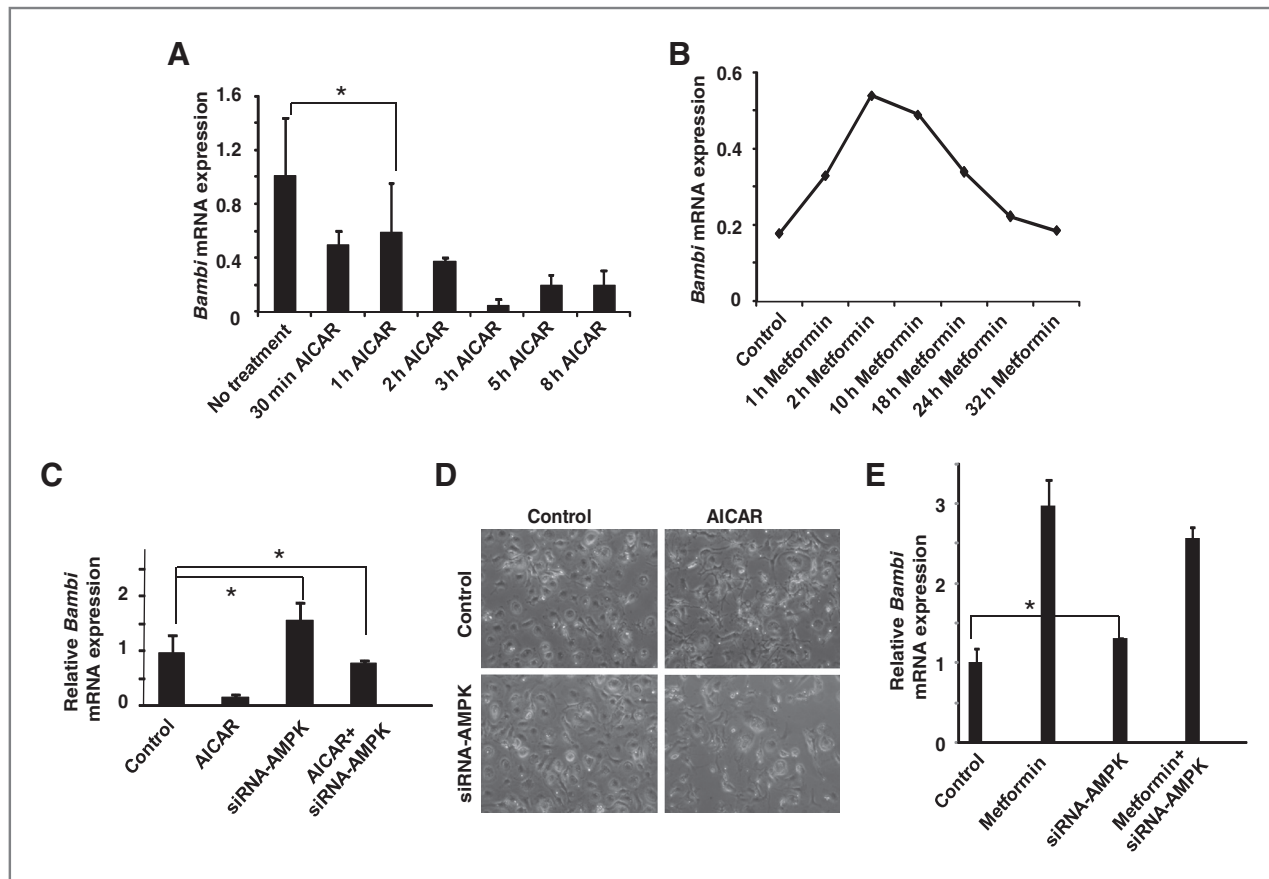 A
Bambi mRNA expression
1.6
1.2
0.8
0.4
0
*
No treatment
30 min AICAR
1 h AICAR
2 h AICAR
3 h AICAR
5 h AICAR
8 h AICAR
B
Bambi mRNA expression
0.6
0.4
0.2
0
Control
1 h Metformin
2 h Metformin
10 h Metformin
18 h Metformin
24 h Metformin
32 h Metformin
C
Relative Bambi
mRNA expression
2
1
0
*
*
Control
AICAR
siRNA-AMPK
AICAR+
siRNA-AMPK
D
Control
AICAR
Control
siRNA-AMPK
E
Relative Bambi
mRNA expression
3
2
1
0
*
Control
Metformin
siRNA-AMPK
Metformin+
siRNA-AMPK